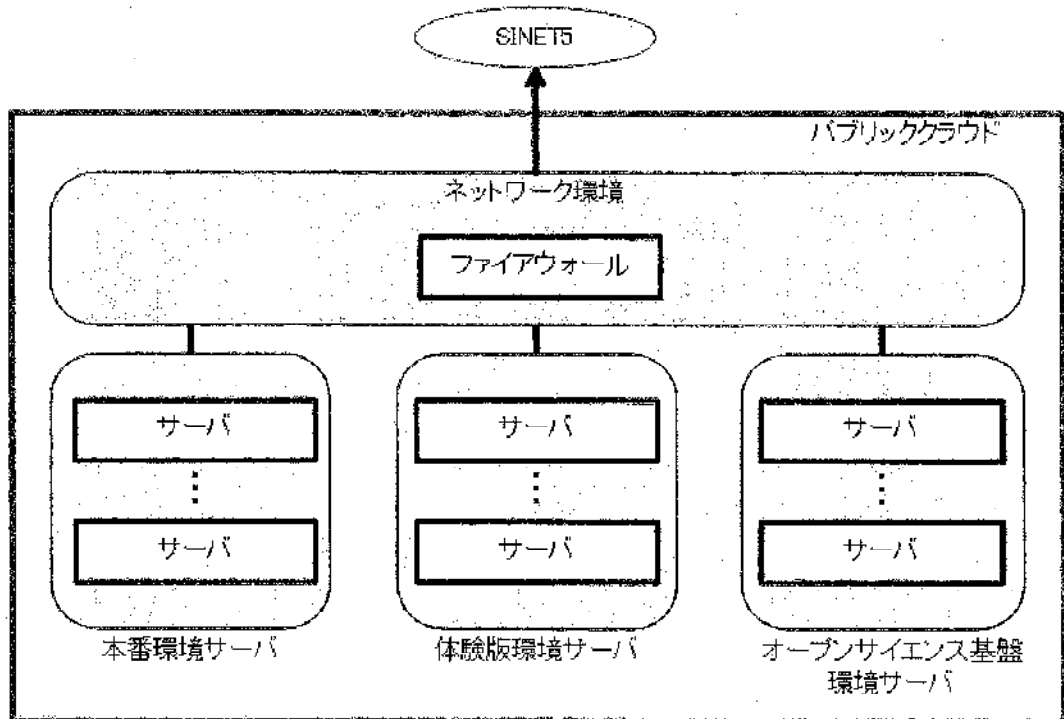 SINET5
パブリッククラウド
ネットワーク環境
ファイアウォール
サーバ
サーバ
サーバ
⋮
⋮
⋮
サーバ
サーバ
サーバ
本番環境サーバ
体験版環境サーバ
オープンサイエンス基盤
環境サーバ